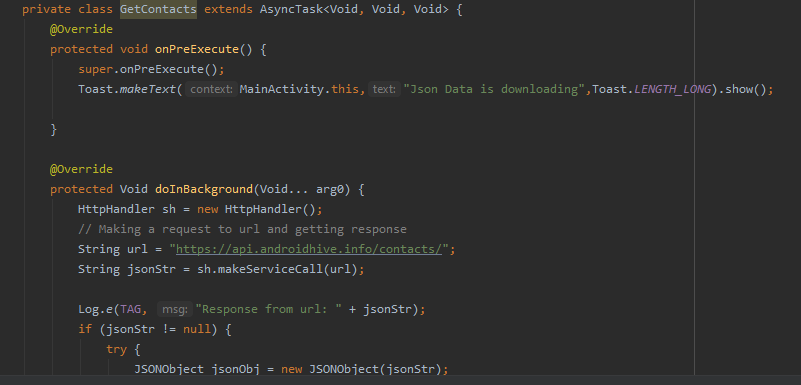 private class GetContacts extends AsyncTask<Void, Void, Void> {
@Override
protected void onPreExecute() {
super.onPreExecute();
Toast.makeText( context: MainActivity.this, text: "Json Data is downloading",Toast.LENGTH_LONG).show();
}
@Override
protected Void doInBackground(Void... arg0) {
HttpHandler sh = new HttpHandler();
// Making a request to url and getting response
String url = "https://api.androidhive.info/contacts/";
String jsonStr = sh.makeServiceCall(url);
Log.e(TAG, msg: "Response from url: " + jsonStr);
if (jsonStr != null) {
try {
JSONObject jsonObj = new JSONObject(jsonStr);